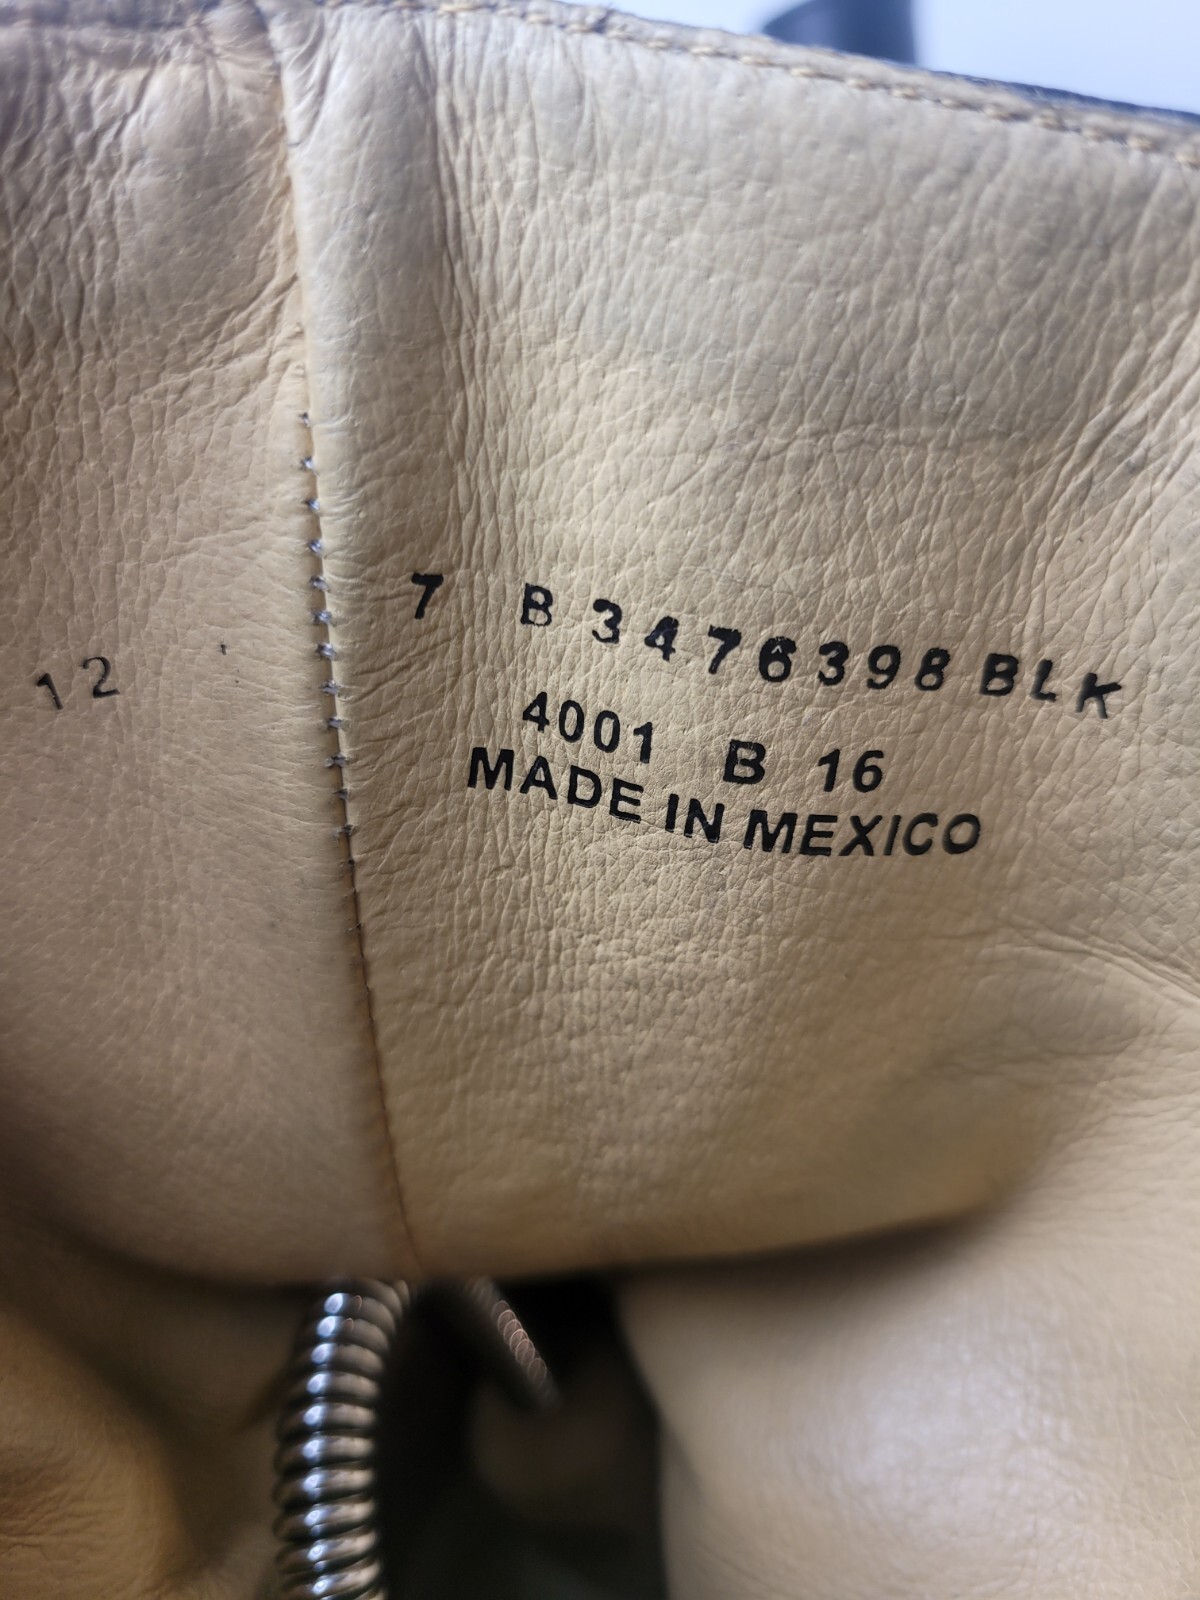 12
7 B 3476398 BLK
4001 B 16
MADE IN MEXICO